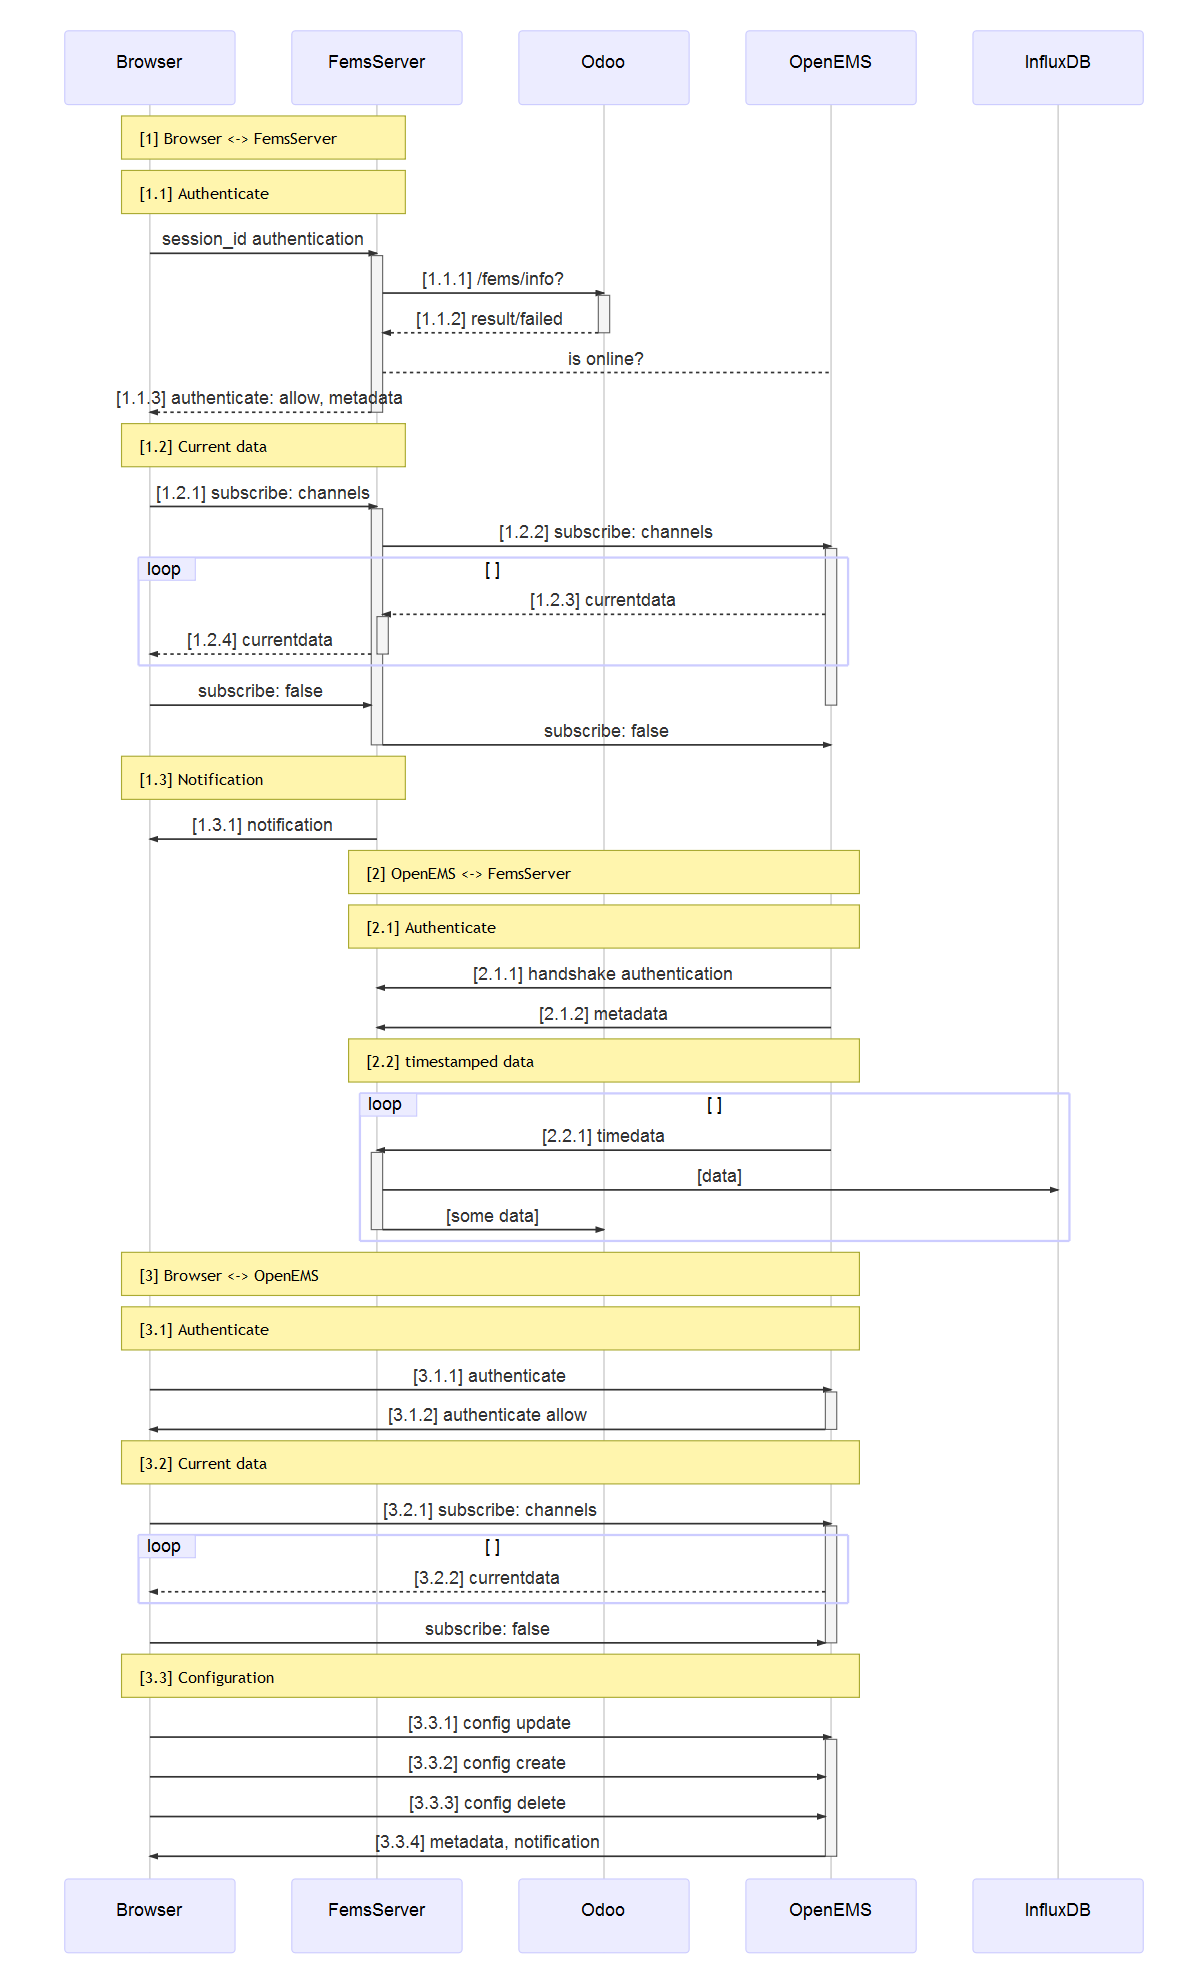 Browser
FemsServer
Odoo
OpenEMS
InfluxDB
[1] Browser <-> FemsServer
[1.1] Authenticate
session_id authentication
[1.1.1] /fems/info?
[1.1.2] result/failed
is online?
[1.1.3] authenticate: allow, metadata
[1.2] Current data
[1.2.1] subscribe: channels
[1.2.2] subscribe: channels
loop
[ ]
[1.2.3] currentdata
[1.2.4] currentdata
subscribe: false
subscribe: false
[1.3] Notification
[1.3.1] notification
[2] OpenEMS <-> FemsServer
[2.1] Authenticate
[2.1.1] handshake authentication
[2.1.2] metadata
[2.2] timestamped data
loop
[ ]
[2.2.1] timedata
[data]
[some data]
[3] Browser <-> OpenEMS
[3.1] Authenticate
[3.1.1] authenticate
[3.1.2] authenticate allow
[3.2] Current data
[3.2.1] subscribe: channels
loop
[ ]
[3.2.2] currentdata
subscribe: false
[3.3] Configuration
[3.3.1] config update
[3.3.2] config create
[3.3.3] config delete
[3.3.4] metadata, notification
Browser
FemsServer
Odoo
OpenEMS
InfluxDB